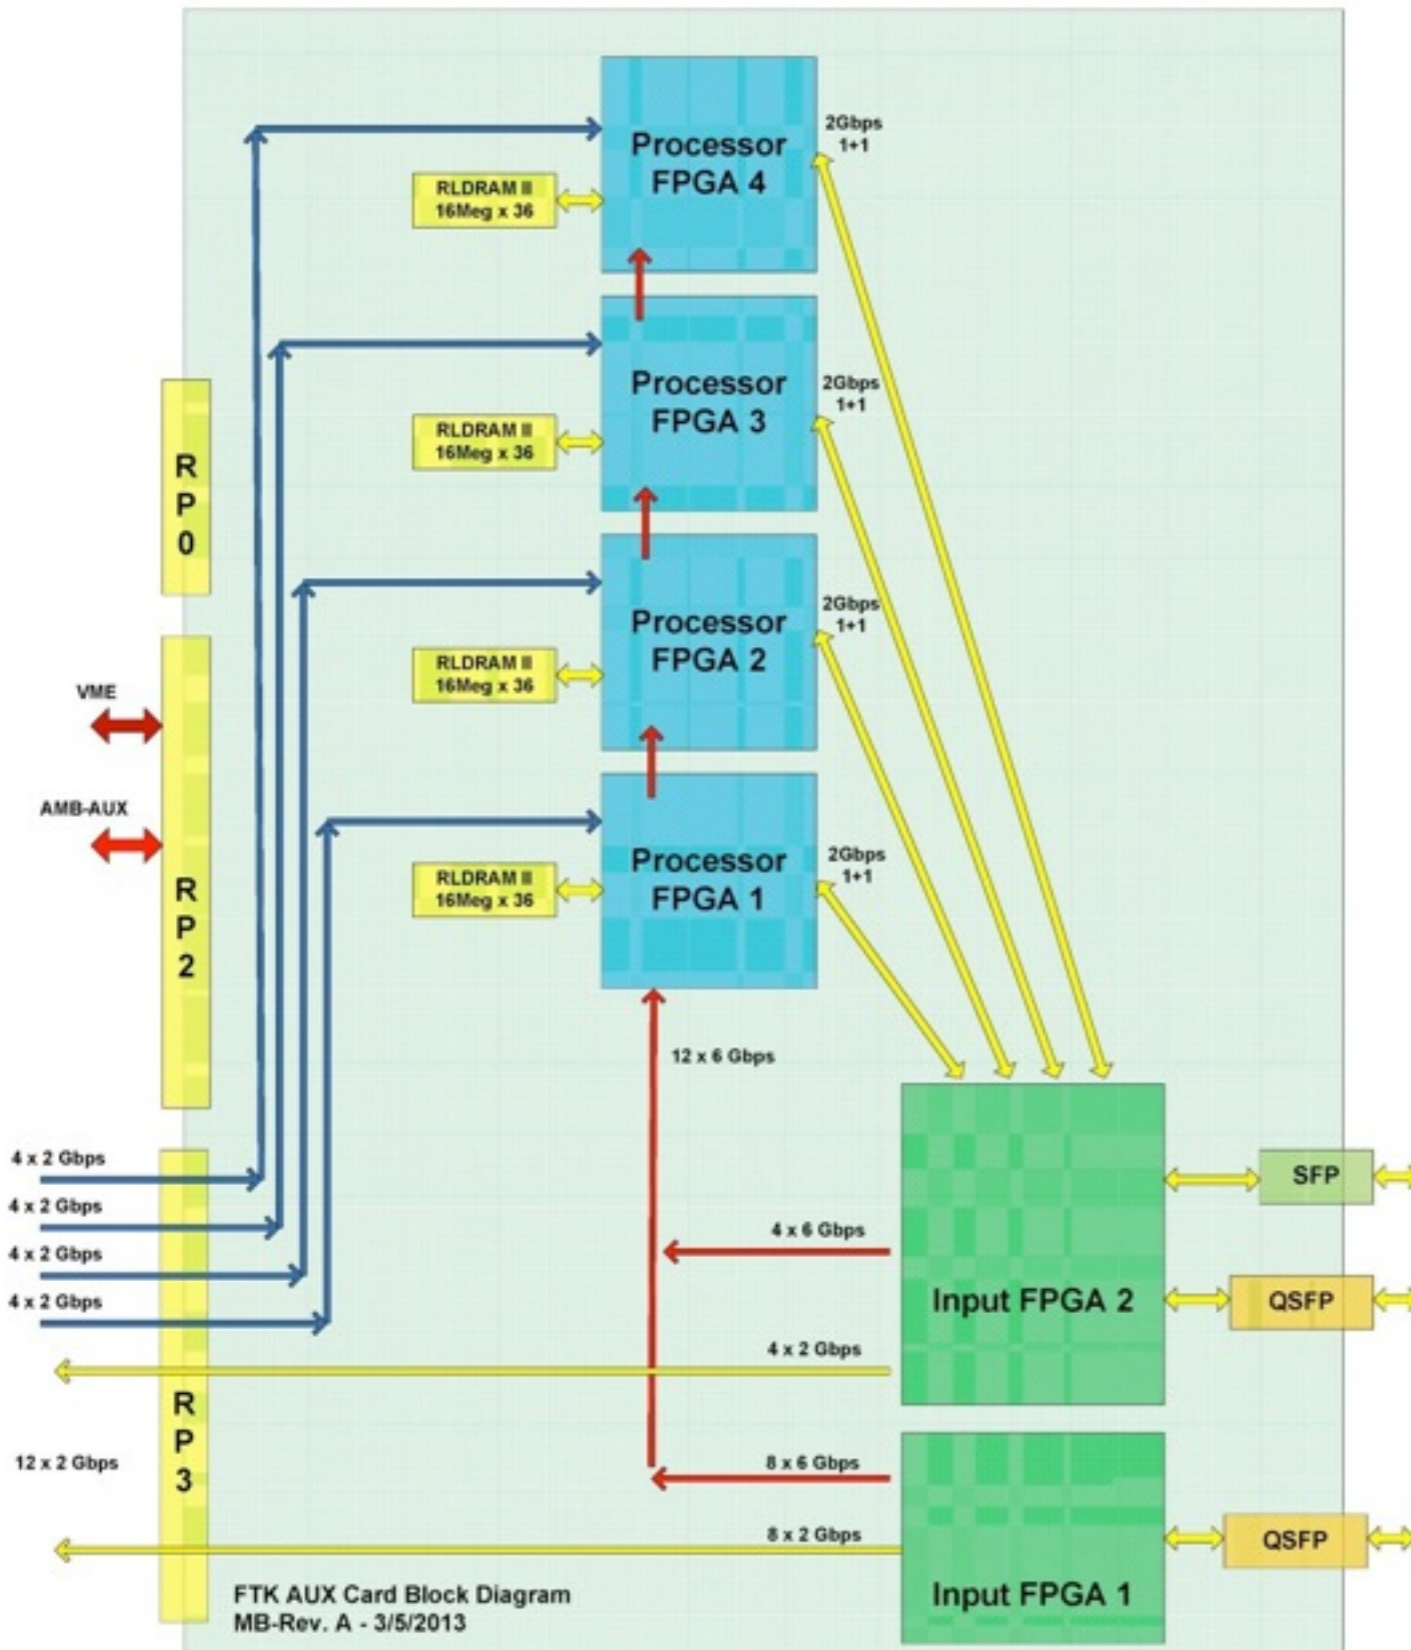 Processor
FPGA 4
2Gbps
1+1
RLDRAM II
16Meg x 36
Processor
FPGA 3
2Gbps
1+1
RLDRAM II
16Meg x 36
R
P
0
Processor
FPGA 2
2Gbps
1+1
RLDRAM II
16Meg x 36
VME
AMB-AUX
R
P
2
Processor
FPGA 1
2Gbps
1+1
RLDRAM II
16Meg x 36
12 x 6 Gbps
4 x 2 Gbps
4 x 2 Gbps
4 x 2 Gbps
4 x 2 Gbps
SFP
4 x 6 Gbps
Input FPGA 2
QSFP
4 x 2 Gbps
R
P
3
12 x 2 Gbps
8 x 6 Gbps
8 x 2 Gbps
QSFP
Input FPGA 1
FTK AUX Card Block Diagram
MB-Rev. A - 3/5/2013